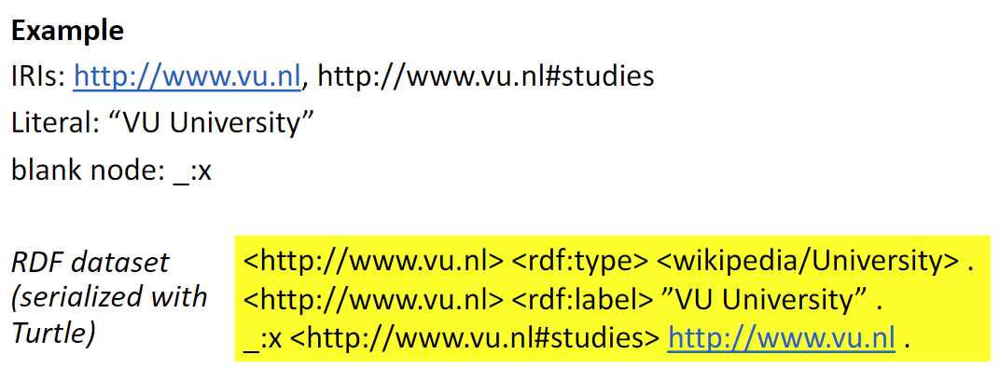 Example
IRIs: http://www.vu.nl, http://www.vu.nl#studies
Literal: “VU University”
blank node: _:x
RDF dataset
(serialized with
Turtle)
<http://www.vu.nl> <rdf:type> <wikipedia/University> .
<http://www.vu.nl> <rdf:label> ”VU University” .
_:x <http://www.vu.nl#studies> http://www.vu.nl .